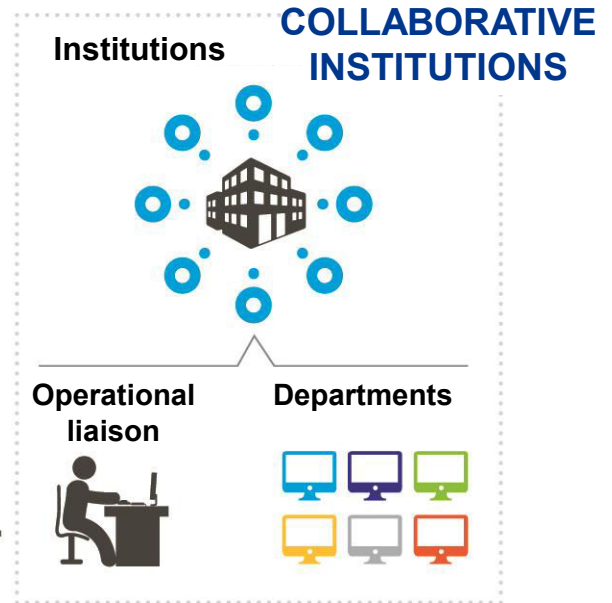 COLLABORATIVE
INSTITUTIONS
Institutions
Operational
liaison
Departments